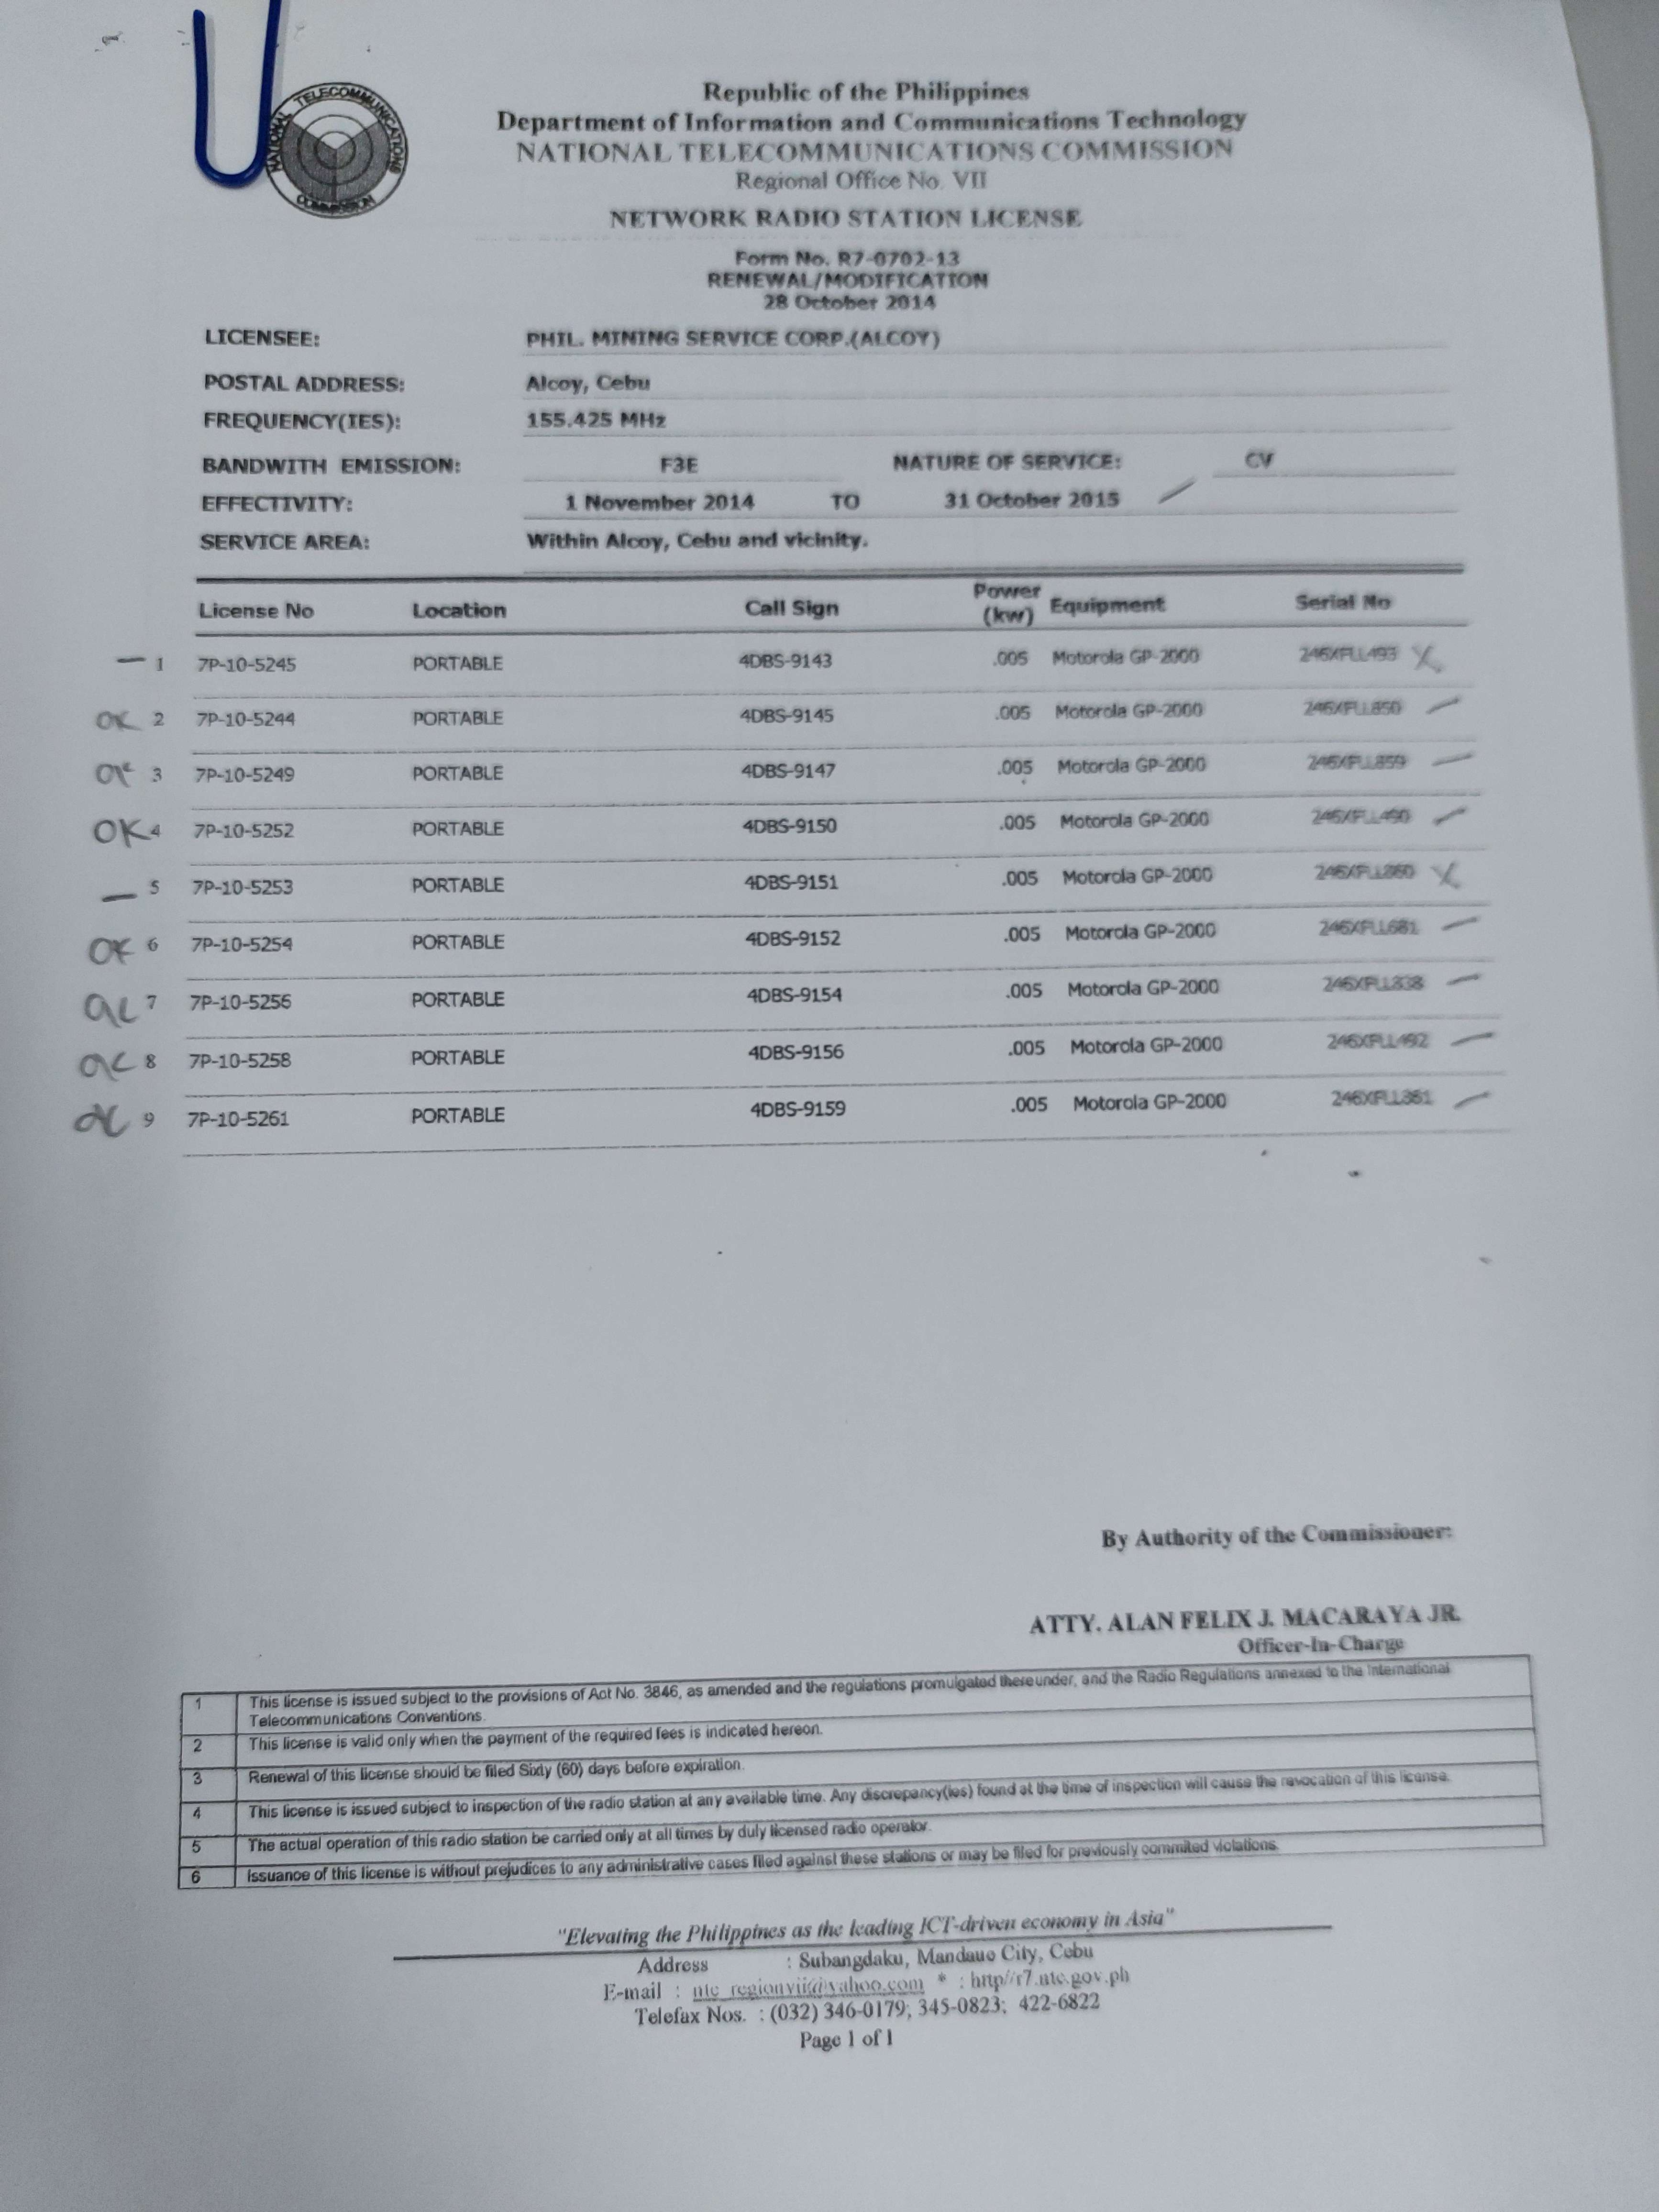 NATIONAL TELECOMMUNICATIONS COMMISSION
Republic of the Philippines
Department of Information and Communications Technology
NATIONAL TELECOMMUNICATIONS COMMISSION
Regional Office No. VII
NETWORK RADIO STATION LICENSE
Form No. R7-0702-13
RENEWAL/MODIFICATION
28 October 2014
LICENSEE: PHIL. MINING SERVICE CORP.(ALCOY)
POSTAL ADDRESS: Alcoy, Cebu
FREQUENCY(IES): 155.425 MHz
BANDWITH EMISSION: F3E NATURE OF SERVICE: CV
EFFECTIVITY: 1 November 2014 TO 31 October 2015
SERVICE AREA: Within Alcoy, Cebu and vicinity.
License No Location Call Sign Power (kw) Equipment Serial No
1 7P-10-5245 PORTABLE 4DBS-9143 .005 Motorola GP-2000 246XFLL493 X
OK 2 7P-10-5244 PORTABLE 4DBS-9145 .005 Motorola GP-2000
OK 3 7P-10-5249 PORTABLE 4DBS-9147 .005 Motorola GP-2000
OK 4 7P-10-5252 PORTABLE 4DBS-9150 .005 Motorola GP-2000
5 7P-10-5253 PORTABLE 4DBS-9151 .005 Motorola GP-2000 X
OK 6 7P-10-5254 PORTABLE 4DBS-9152 .005 Motorola GP-2000
OK 7 7P-10-5256 PORTABLE 4DBS-9154 .005 Motorola GP-2000
OK 8 7P-10-5258 PORTABLE 4DBS-9156 .005 Motorola GP-2000 246XFLL492
OK 9 7P-10-5261 PORTABLE 4DBS-9159 .005 Motorola GP-2000
By Authority of the Commissioner:
ATTY. ALAN FELIX J. MACARAYA JR.
Officer-In-Charge
1 This license is issued subject to the provisions of Act No. 3846, as amended and the regulations promulgated thereunder, and the Radio Regulations annexed to the International
Telecommunications Conventions.
2 This license is valid only when the payment of the required fees is indicated hereon.
3 Renewal of this license should be filed Sixty (60) days before expiration.
4 This license is issued subject to inspection of the radio station at any available time. Any discrepancy(ies) found at the time of inspection will cause the revocation of this license.
5 The actual operation of this radio station be carried only at all times by duly licensed radio operator.
6 Issuance of this license is without prejudices to any administrative cases filed against these stations or may be filed for previously commited violations.
"Elevating the Philippines as the leading ICT-driven economy in Asia"
Address : Subangdaku, Mandaue City, Cebu
E-mail : ntc_regionvii@yahoo.com * : http//r7.ntc.gov.ph
Telefax Nos. : (032) 346-0179; 345-0823; 422-6822
Page 1 of 1